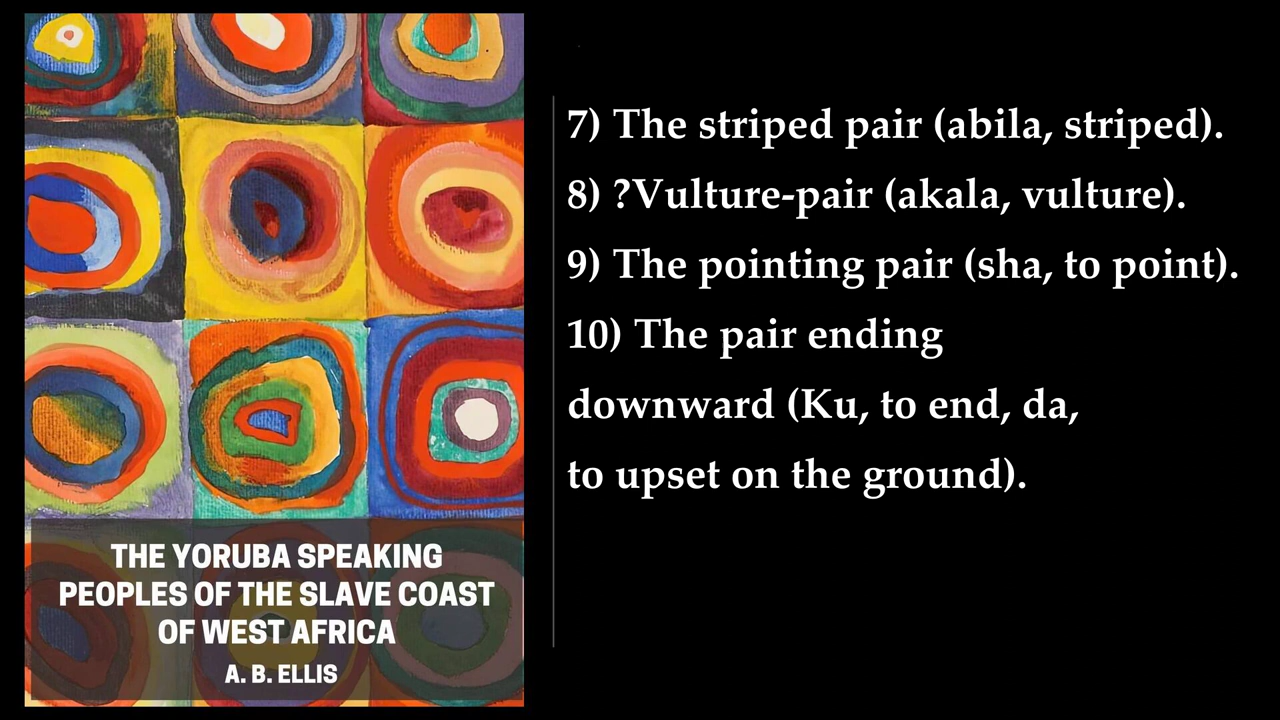 7) The striped pair (abila, striped).
8) ?Vulture-pair (akala, vulture).
9) The pointing pair (sha, to point).
10) The pair ending
downward (Ku, to end, da,
to upset on the ground).
THE YORUBA SPEAKING
PEOPLES OF THE SLAVE COAST
OF WEST AFRICA
A. B. ELLIS